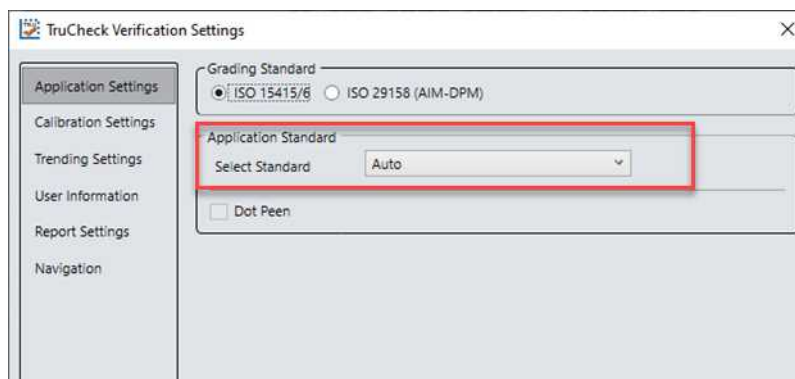 TruCheck Verification Settings
Application Settings
Calibration Settings
Trending Settings
User Information
Report Settings
Navigation
Grading Standard
ISO 15415/6 ISO 29158 (AIM-DPM)
Application Standard
Select Standard Auto
Dot Peen